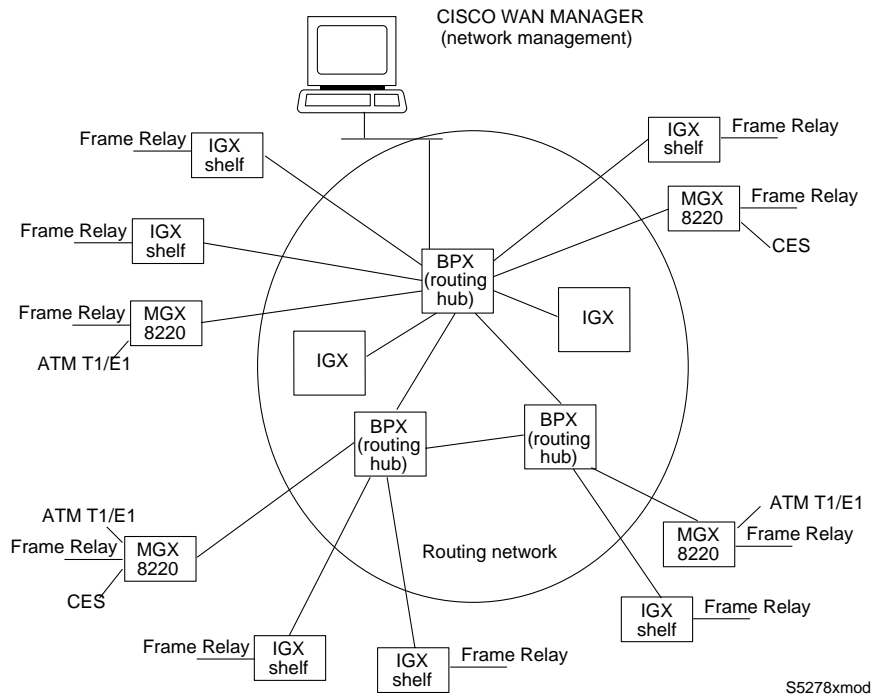 CISCO WAN MANAGER
(network management)
Frame Relay
IGX
shelf
IGX
shelf
Frame Relay
MGX
8220
Frame Relay
CES
Frame Relay
IGX
shelf
BPX
(routing
hub)
Frame Relay
MGX
8220
ATM T1/E1
IGX
IGX
BPX
(routing
hub)
BPX
(routing
hub)
ATM T1/E1
Frame Relay
MGX
8220
CES
Routing network
ATM T1/E1
MGX
8220
Frame Relay
IGX
shelf
Frame Relay
Frame Relay
IGX
shelf
IGX
shelf
Frame Relay
S5278xmod